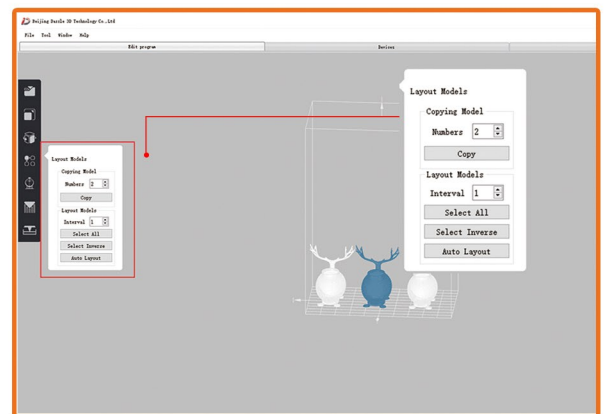 Beijing Dazzle 3D Technology Co.,Ltd
File Tool Window Help
Edit program
Devices
Layout Models
Copying Model
Numbers 2
Copy
Layout Models
Interval 1
Select All
Select Inverse
Auto Layout
Layout Models
Copying Model
Numbers 2
Copy
Layout Models
Interval 1
Select All
Select Inverse
Auto Layout